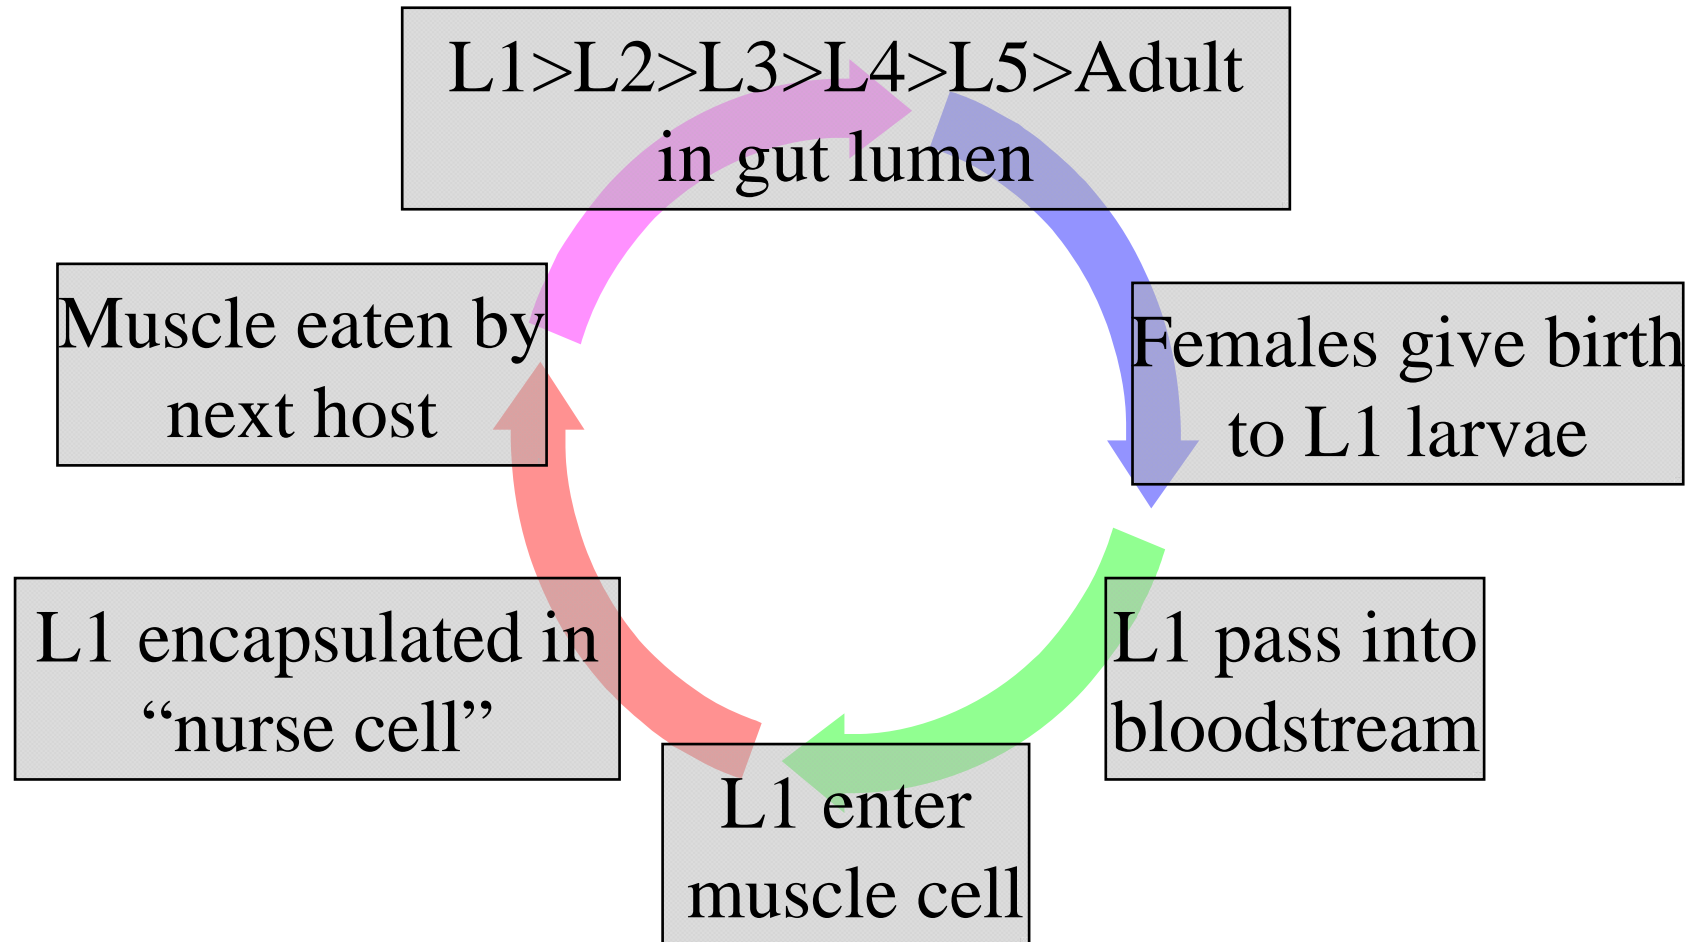 L1>L2>L3>L4>L5>Adult
in gut lumen
Females give birth
to L1 larvae
L1 pass into
bloodstream
L1 enter
muscle cell
L1 encapsulated in
“nurse cell”
Muscle eaten by
next host